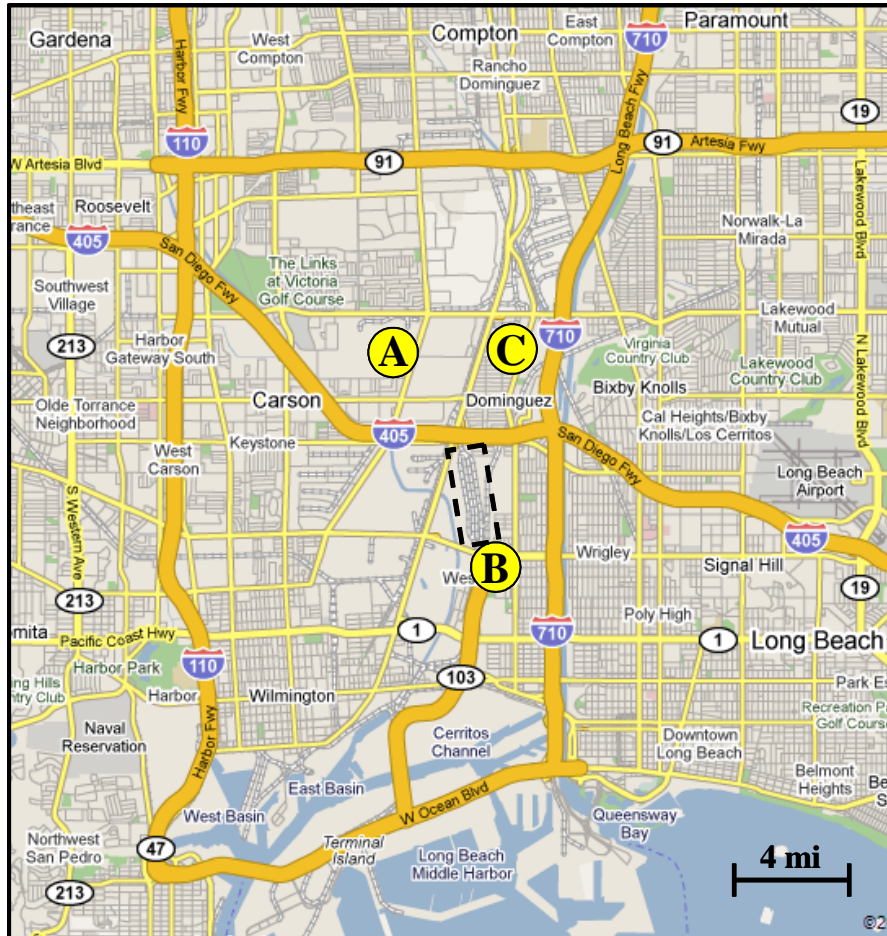 Gardena
West
Compton
Compton
East
Compton
Paramount
710
Harbor Fwy
Rancho
Dominguez
Long Beach Fwy
19
110
W Artesia Blvd
91
91
Artesia Fwy
Lakewood Blvd
Roosevelt
405
San Diego Fwy
Norwalk-La
Mirada
The Links
at Victoria
Golf Course
Southwest
Village
Lakewood
Mutual
213
Harbor
Gateway South
A
C
710
Virginia
Country Club
Lakewood
Country Club
N Lakewood Blvd
Carson
Dominguez
Bixby Knolls
Olde Torrance
Neighborhood
405
Cal Heights/Bixby
Knolls/Los Cerritos
Keystone
West
Carson
San Diego Fwy
Long Beach
Airport
S Western Ave
405
B
Wrigley
Signal Hill
213
19
Poly High
Pacific Coast Hwy
1
710
1
Long Beach
Harbor Park
110
103
Park
Harbor
Wilmington
Recreation
Golf Course
Naval
Reservation
Harbor Fwy
Cerritos
Channel
Downtown
Long Beach
East Basin
Belmont
Heights
West Basin
W Ocean Blvd
Queensway
Bay
Northwest
San Pedro
47
Terminal
Island
Long Beach
Middle Harbor
4 mi
213